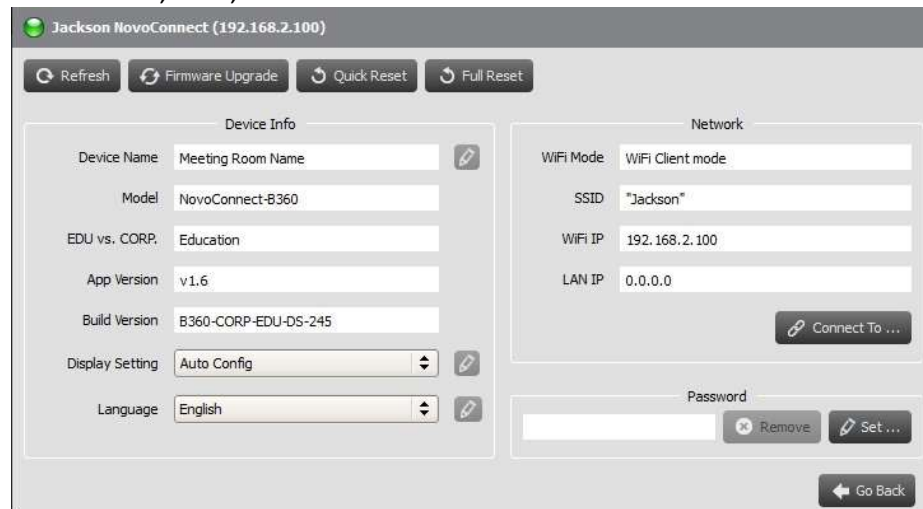 Jackson NovoConnect (192.168.2.100)
Refresh Firmware Upgrade Quick Reset Full Reset
Device Info
Device Name Meeting Room Name
Model NovoConnect-B360
EDU vs. CORP. Education
App Version v1.6
Build Version B360-CORP-EDU-DS-245
Display Setting Auto Config
Language English
Network
WiFi Mode WiFi Client mode
SSID "Jackson"
WiFi IP 192.168.2.100
LAN IP 0.0.0.0
Connect To ...
Password
Remove Set ...
Go Back